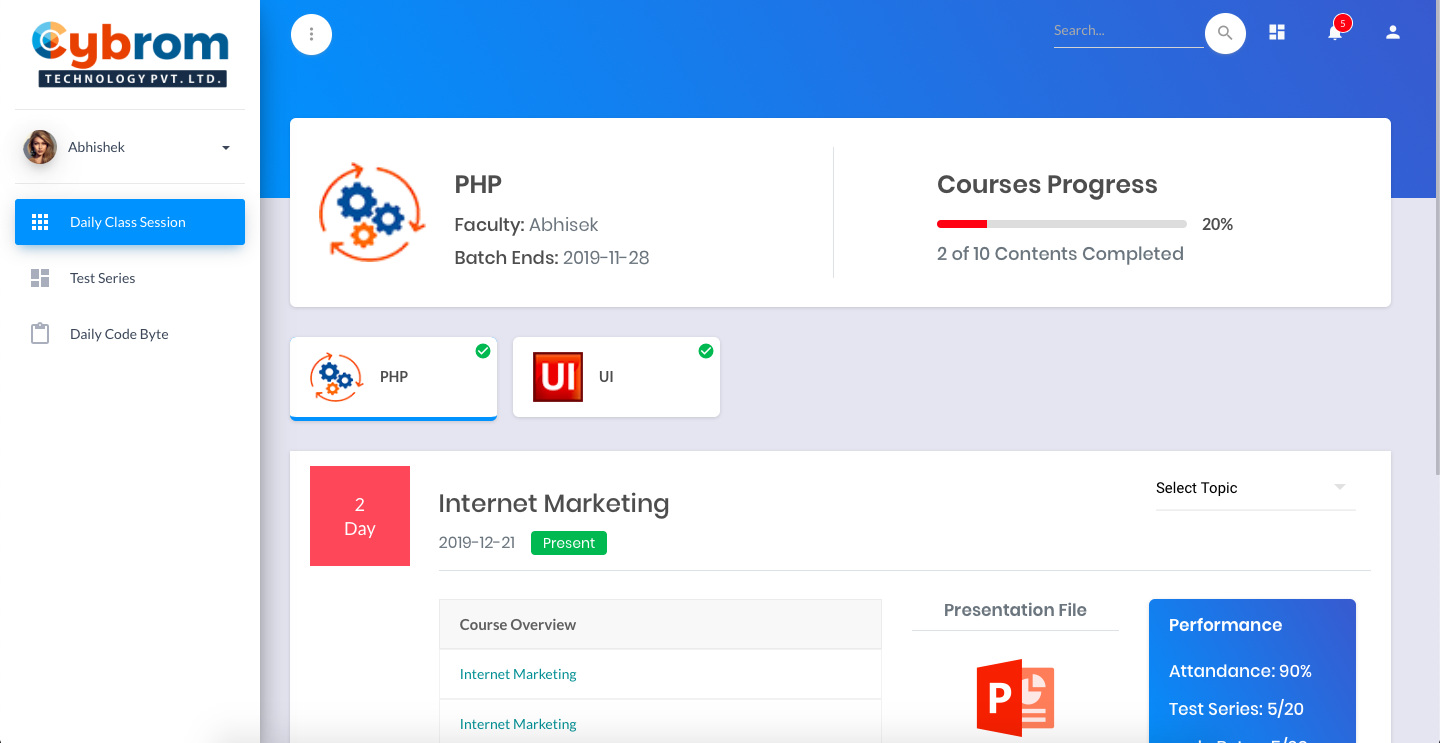 Cybrom
TECHNOLOGY PVT. LTD.
Search...
5
Abhishek
Daily Class Session
Test Series
Daily Code Byte
PHP
Faculty: Abhisek
Batch Ends: 2019-11-28
Courses Progress
20%
2 of 10 Contents Completed
PHP
UI
UI
2
Day
Internet Marketing
2019-12-21 Present
Select Topic
Course Overview
Internet Marketing
Internet Marketing
Presentation File
P
Performance
Attandance: 90%
Test Series: 5/20